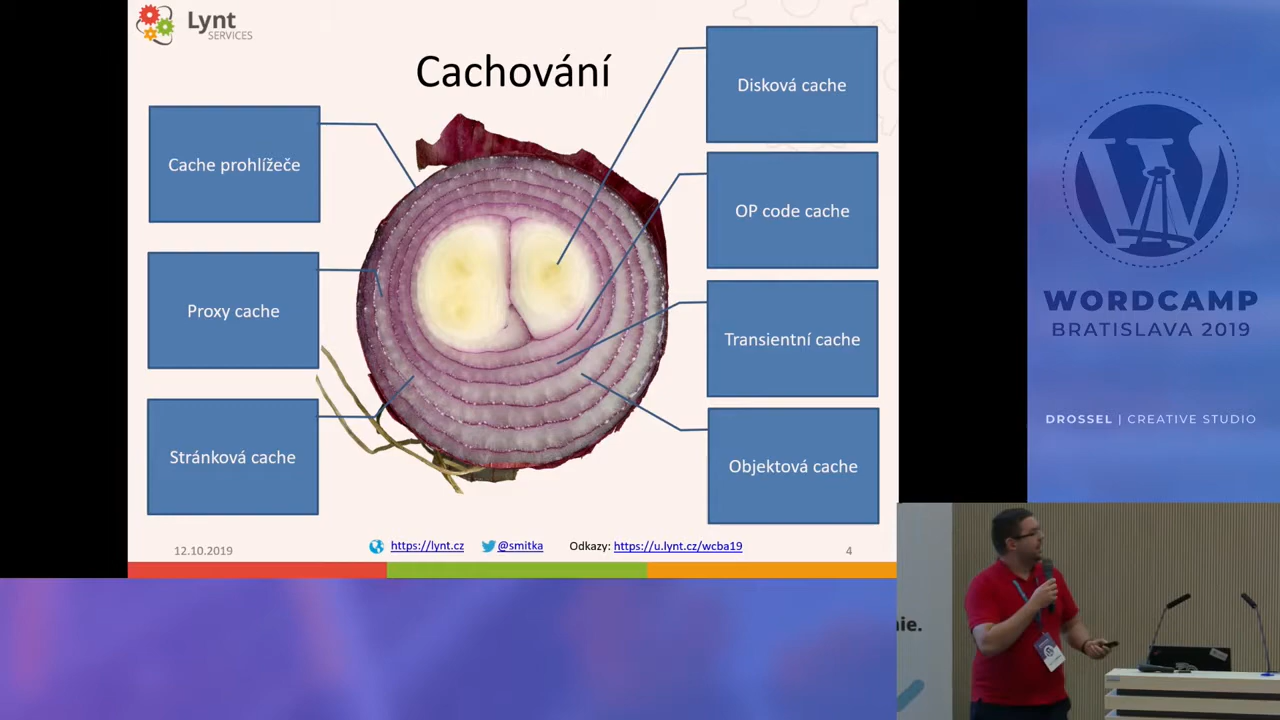 Lynt
SERVICES
Cachování
Cache prohlížeče
Proxy cache
Stránková cache
Disková cache
OP code cache
Transientní cache
Objektová cache
12.10.2019
https://lynt.cz
@smitka
Odkazy: https://u.lynt.cz/wcba19
4
WORDCAMP
BRATISLAVA 2019
DROSSEL | CREATIVE STUDIO
nie.